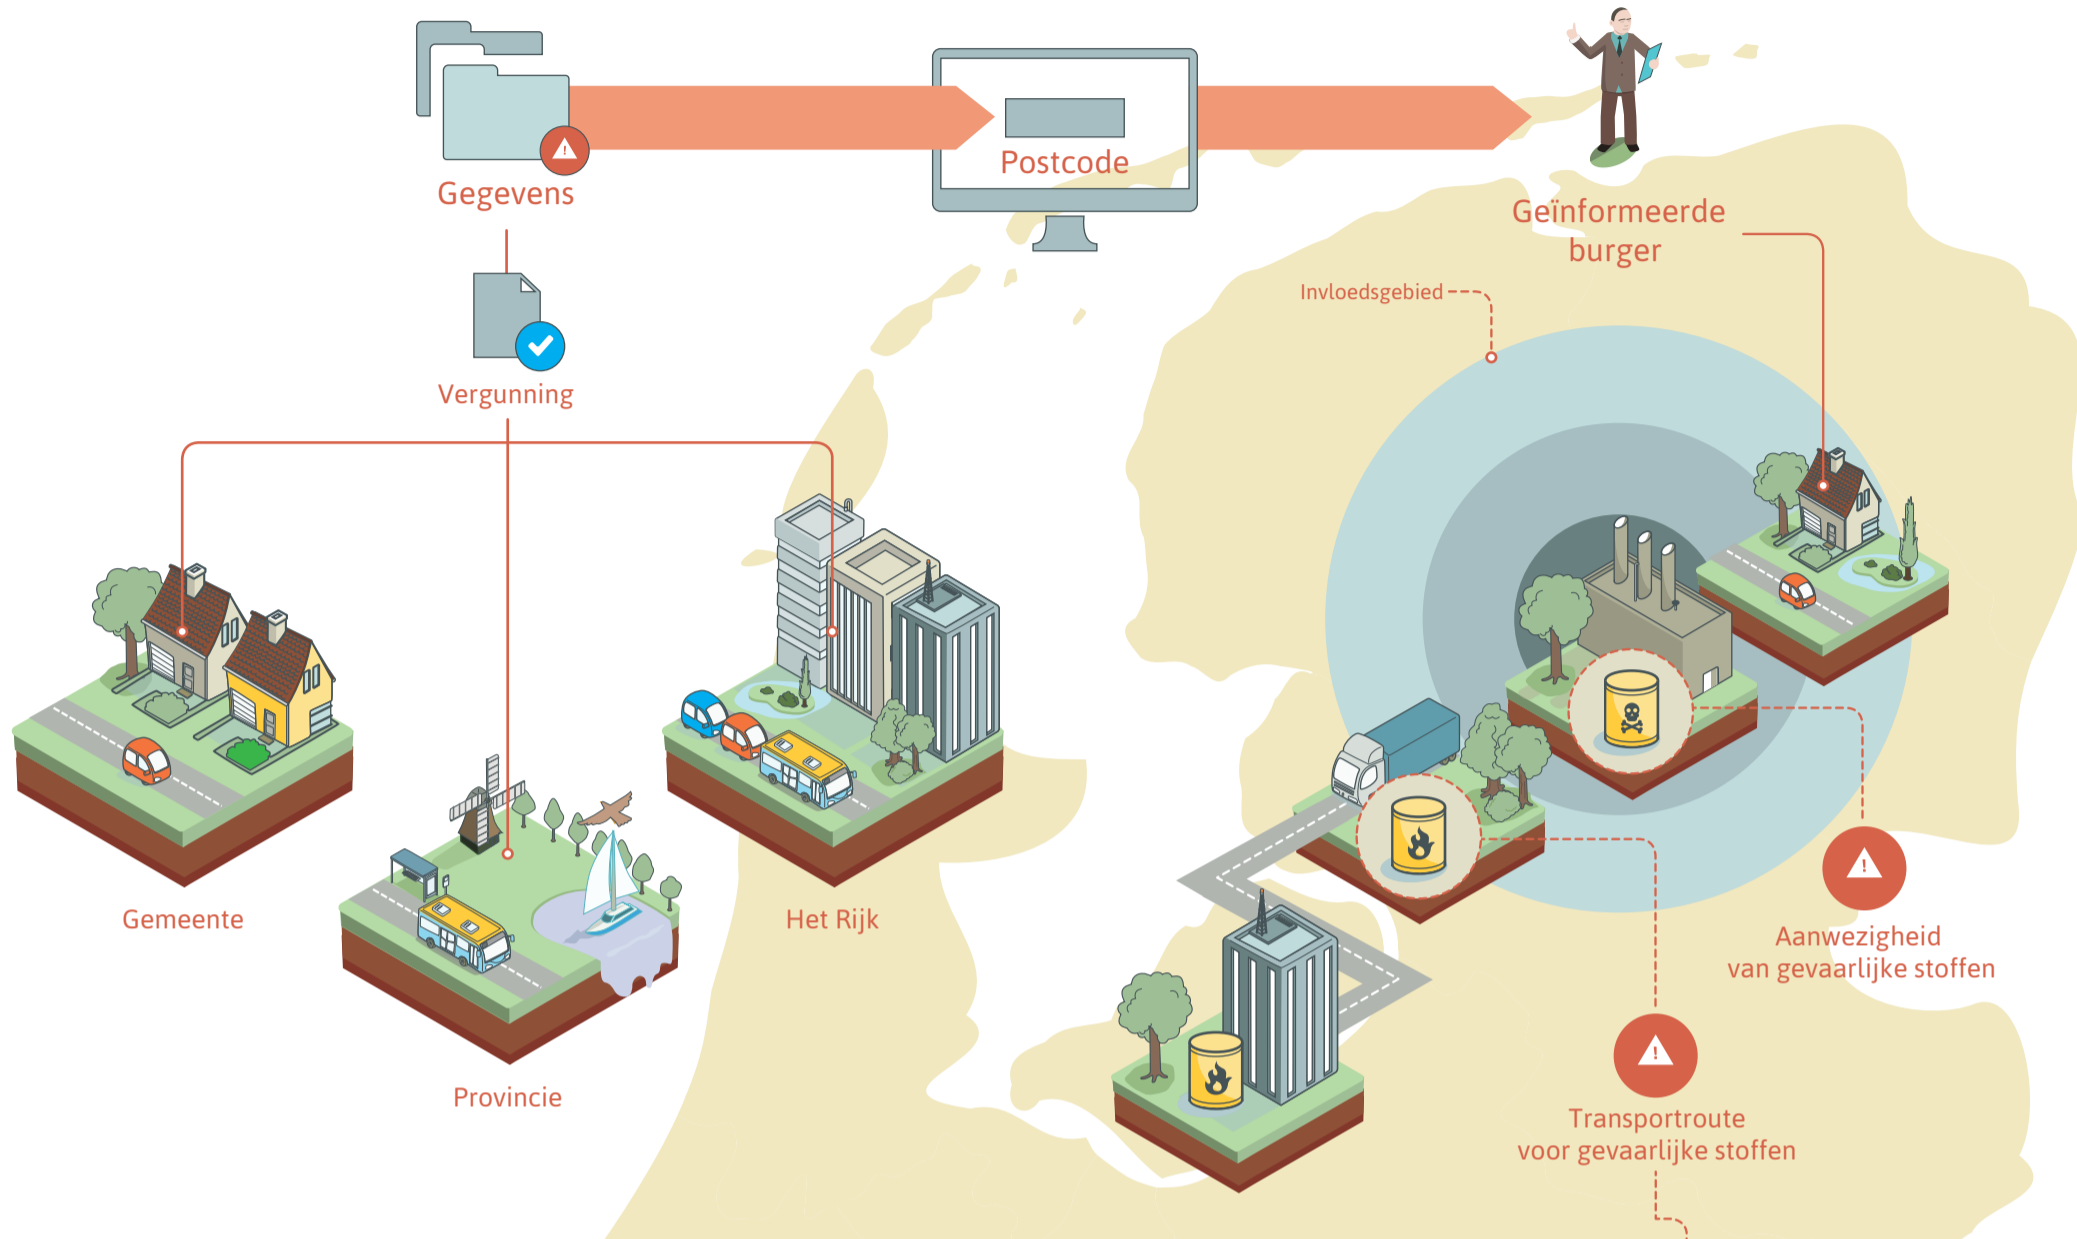 Gegevens
Postcode
Geïnformeerde
burger
Invloedsgebied
Vergunning
Gemeente
Provincie
Het Rijk
Aanwezigheid
van gevaarlijke stoffen
Transportroute
voor gevaarlijke stoffen